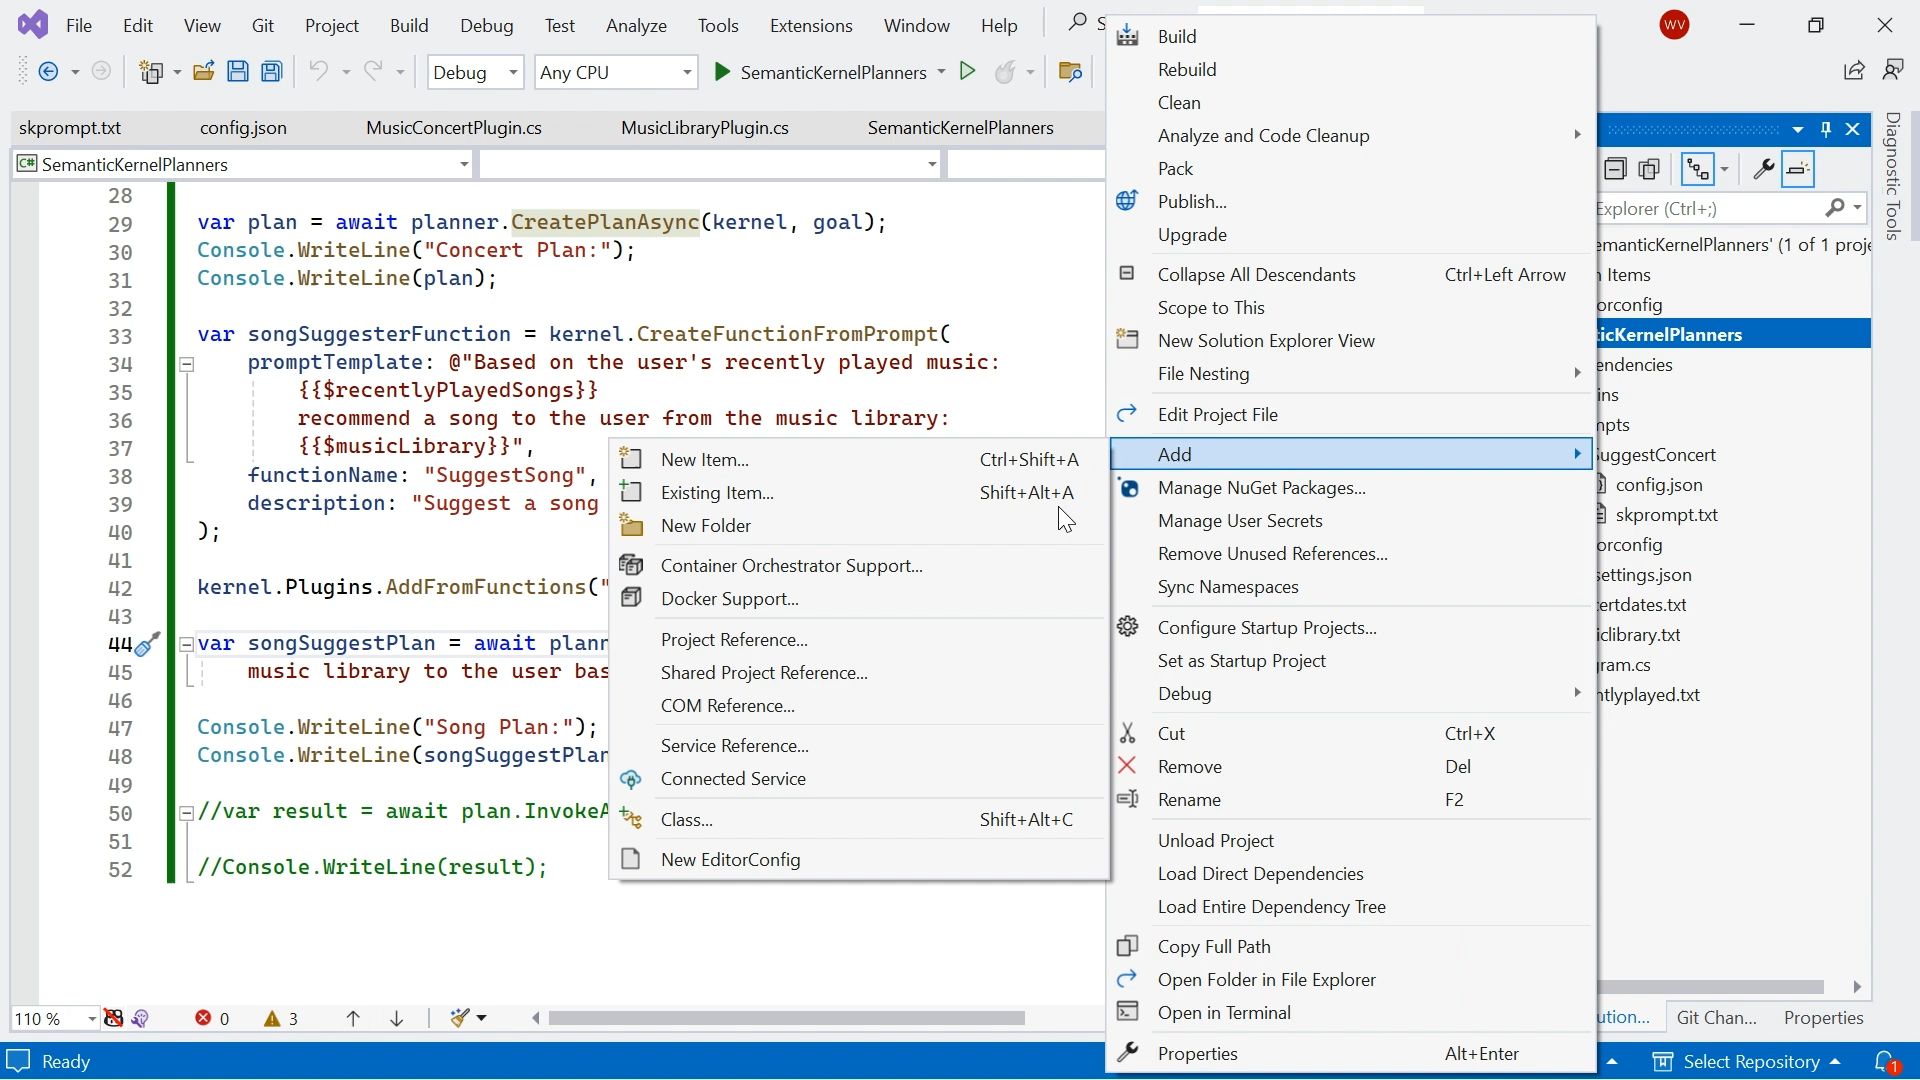 File Edit View Git Project Build Debug Test Analyze Tools Extensions Window Help S WV
Debug Any CPU SemanticKernelPlanners
skprompt.txt config.json MusicConcertPlugin.cs MusicLibraryPlugin.cs SemanticKernelPlanners
C# SemanticKernelPlanners
28
29 var plan = await planner.CreatePlanAsync(kernel, goal);
30 Console.WriteLine("Concert Plan:");
31 Console.WriteLine(plan);
32
33 var songSuggesterFunction = kernel.CreateFunctionFromPrompt(
34 promptTemplate: @"Based on the user's recently played music:
35 {{$recentlyPlayedSongs}}
36 recommend a song to the user from the music library:
37 {{$musicLibrary}}",
38 functionName: "SuggestSong",
39 description: "Suggest a song
40 );
41
42 kernel.Plugins.AddFromFunctions("
43
44 var songSuggestPlan = await plann
45 music library to the user bas
46
47 Console.WriteLine("Song Plan:");
48 Console.WriteLine(songSuggestPlan
49
50 //var result = await plan.InvokeA
51
52 //Console.WriteLine(result);
New Item... Ctrl+Shift+A
Existing Item... Shift+Alt+A
New Folder
Container Orchestrator Support...
Docker Support...
Project Reference...
Shared Project Reference...
COM Reference...
Service Reference...
Connected Service
Class... Shift+Alt+C
New EditorConfig
Build
Rebuild
Clean
Analyze and Code Cleanup
Pack
Publish...
Upgrade
Collapse All Descendants Ctrl+Left Arrow
Scope to This
New Solution Explorer View
File Nesting
Edit Project File
Add
Manage NuGet Packages...
Manage User Secrets
Remove Unused References...
Sync Namespaces
Configure Startup Projects...
Set as Startup Project
Debug
Cut Ctrl+X
Remove Del
Rename F2
Unload Project
Load Direct Dependencies
Load Entire Dependency Tree
Copy Full Path
Open Folder in File Explorer
Open in Terminal
Properties Alt+Enter
Explorer (Ctrl+;)
emanticKernelPlanners' (1 of 1 proje
Items
orconfig
ticKernelPlanners
endencies
ins
npts
uggestConcert
config.json
skprompt.txt
orconfig
settings.json
certdates.txt
iclibrary.txt
ram.cs
ntlyplayed.txt
Diagnostic Tools
110 % 0 3
ution... Git Chan... Properties
Ready Select Repository 1